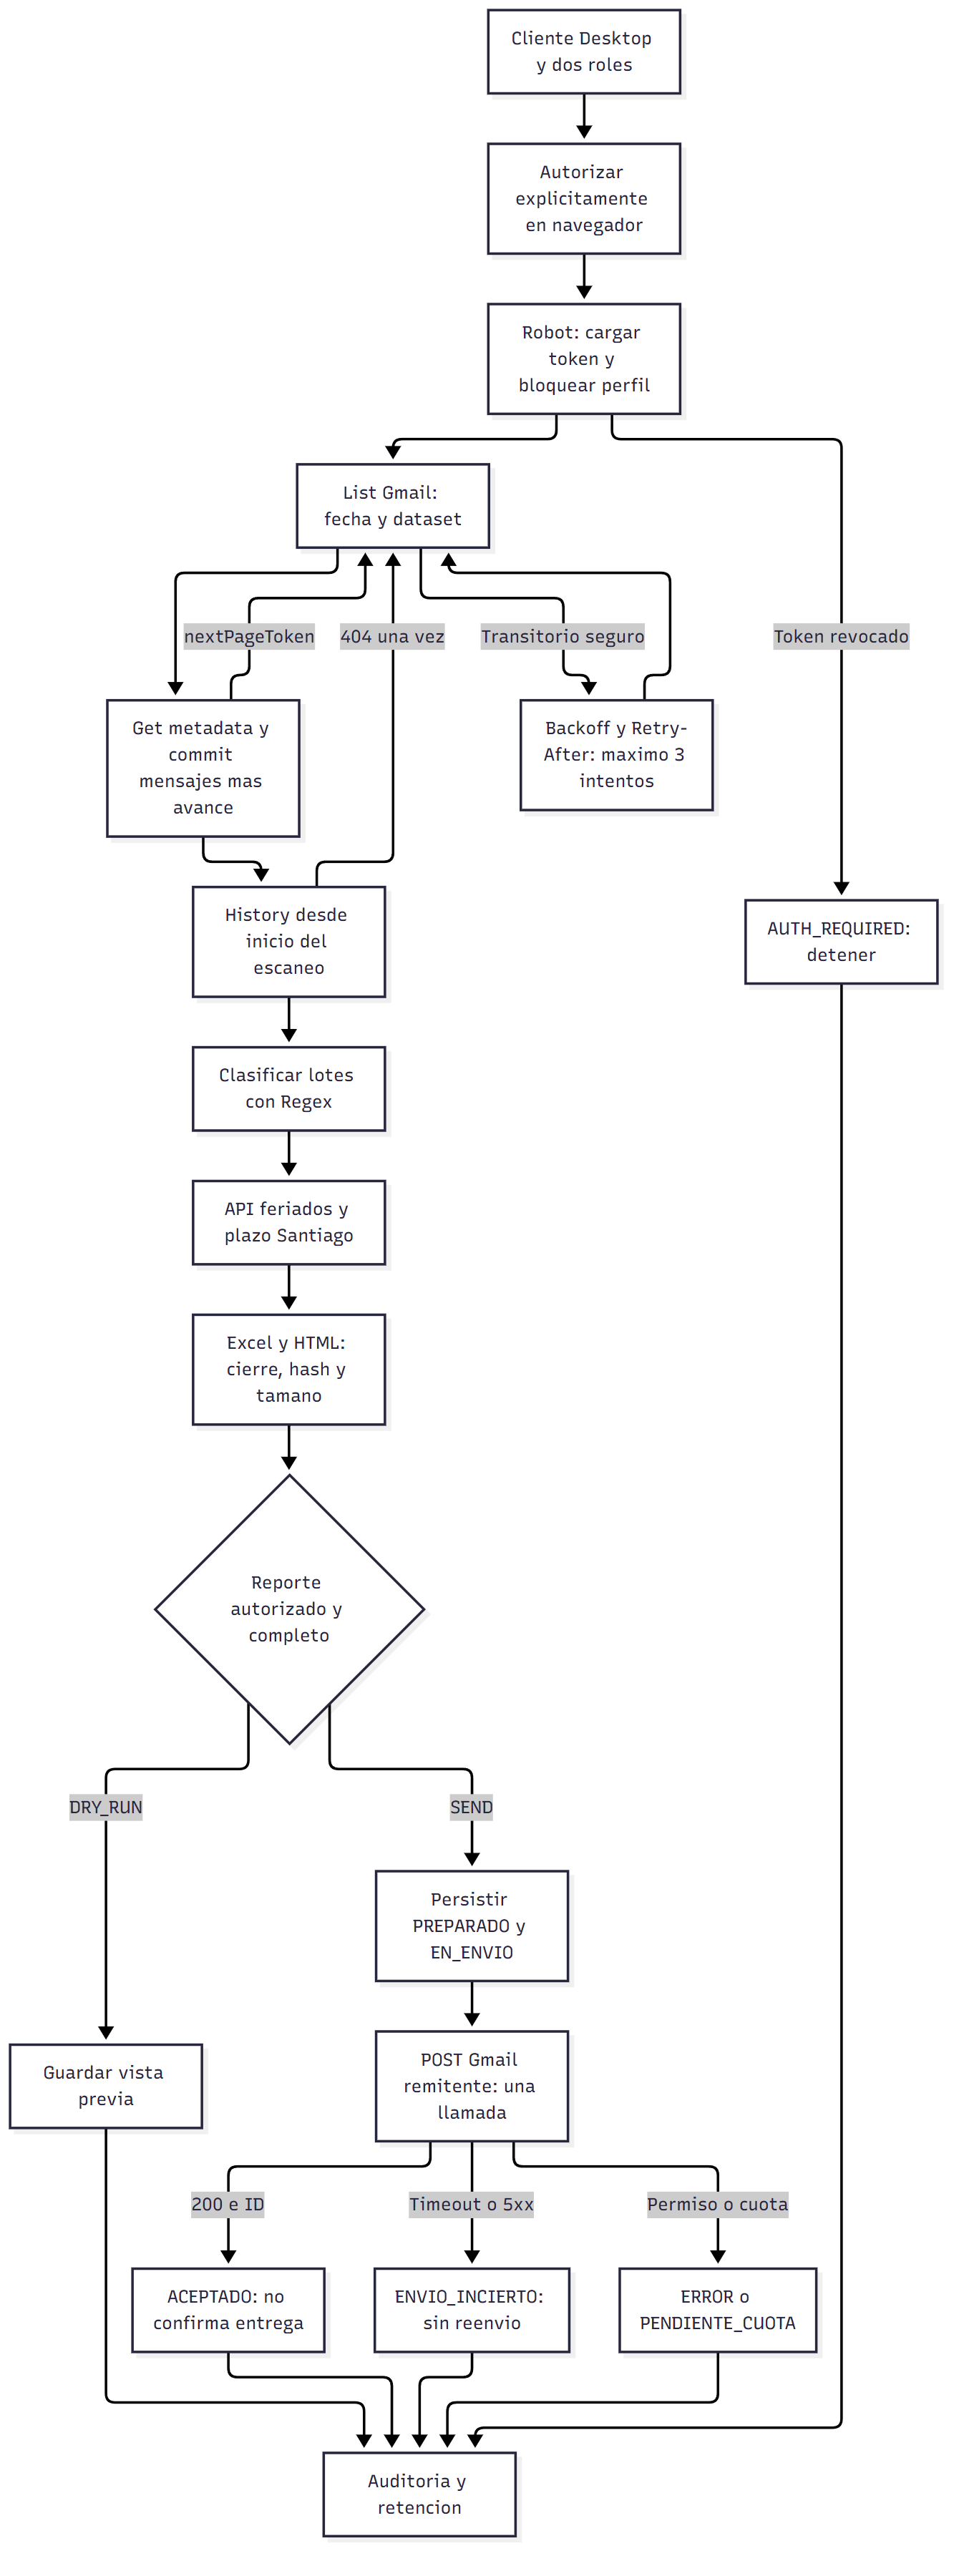 Cliente Desktop
y dos roles
Autorizar
explicitamente
en navegador
Robot: cargar
token y
bloquear perfil
List Gmail:
fecha y dataset
nextPageToken
404 una vez
Transitorio seguro
Token revocado
Get metadata y
commit
mensajes mas
avance
Backoff y Retry-
After: maximo 3
intentos
History desde
inicio del
escaneo
AUTH_REQUIRED:
detener
Clasificar lotes
con Regex
API feriados y
plazo Santiago
Excel y HTML:
cierre, hash y
tamano
Reporte
autorizado y
completo
DRY_RUN
SEND
Persistir
PREPARADO y
EN_ENVIO
Guardar vista
previa
POST Gmail
remitente: una
llamada
200 e ID
Timeout o 5xx
Permiso o cuota
ACEPTADO: no
confirma entrega
ENVIO_INCIERTO:
sin reenvio
ERROR o
PENDIENTE_CUOTA
Auditoria y
retencion